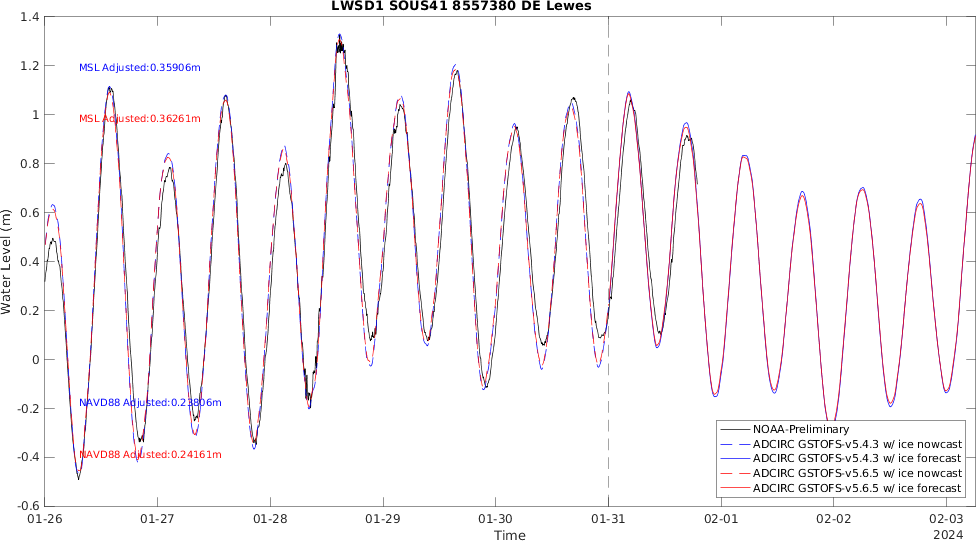 LWSD1 SOUS41 8557380 DE Lewes
1.4
1.2
1
0.8
0.6
0.4
0.2
0
-0.2
-0.4
-0.6
Water Level (m)
MSL Adjusted:0.35906m
MSL Adjusted:0.36261m
NAVD88 Adjusted:0.23806m
NAVD88 Adjusted:0.24161m
NOAA-Preliminary
ADCIRC GSTOFS-v5.4.3 w/ ice nowcast
ADCIRC GSTOFS-v5.4.3 w/ ice forecast
ADCIRC GSTOFS-v5.6.5 w/ ice nowcast
ADCIRC GSTOFS-v5.6.5 w/ ice forecast
01-26 01-27 01-28 01-29 01-30 01-31 02-01 02-02 02-03
Time 2024